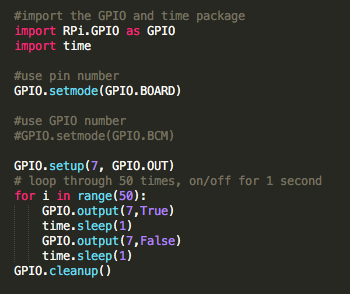 #import the GPIO and time package
import RPi.GPIO as GPIO
import time

#use pin number
GPIO.setmode(GPIO.BOARD)

#use GPIO number
#GPIO.setmode(GPIO.BCM)

GPIO.setup(7, GPIO.OUT)
# loop through 50 times, on/off for 1 second
for i in range(50):
    GPIO.output(7,True)
    time.sleep(1)
    GPIO.output(7,False)
    time.sleep(1)
GPIO.cleanup()